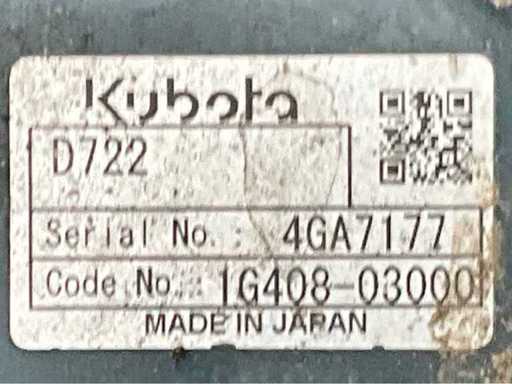 Kubota
D722
Serial No. : 4GA7177
Code No. : 1G408-03000
MADE IN JAPAN